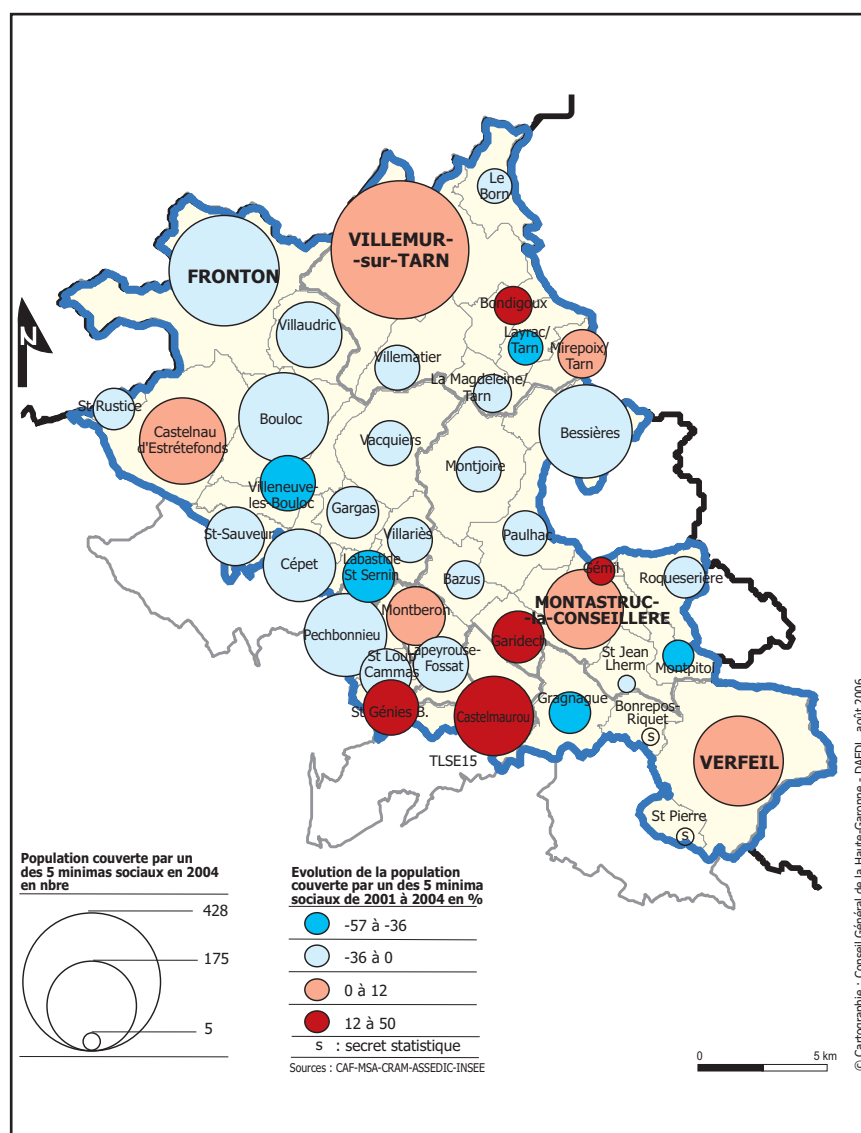 Le
Born
VILLEMUR-
-sur-TARN
FRONTON
Bondigoux
Villaudric
Layrac/
Tarn
Mirepoix/
Tarn
Villematier
La Magdeleine/
Tarn
N
St-Rustice
Bouloc
Castelnau
d'Estrétefonds
Bessières
Vacquiers
Montjoire
Villeneuve-
les-Bouloc
Gargas
St-Sauveur
Villariès
Paulhac
Cépet
Labastide
St Sernin
Gémil
Roqueserière
Bazus
MONTASTRUC-
-la-CONSEILLERE
Montberon
Pechbonnieu
Garidech
Lapeyrouse-
Fossat
St Jean
Lherm
Montpitol
St Loup
Cammas
Gragnague
Bonrepos-
Riquet
St Génies B.
Castelmaurou
S
TLSE15
VERFEIL
St Pierre
S
Population couverte par un
des 5 minimas sociaux en 2004
en nbre
428
175
5
Evolution de la population
couverte par un des 5 minima
sociaux de 2001 à 2004 en %
-57 à -36
-36 à 0
0 à 12
12 à 50
s : secret statistique
Sources : CAF-MSA-CRAM-ASSEDIC-INSEE
0 5 km
© Cartographie : Conseil Général de la Haute-Garonne - DAEDL, août 2006